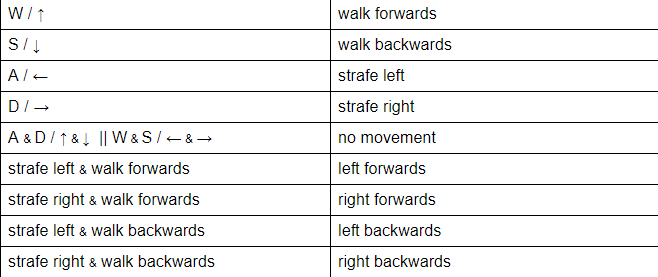 W / ↑ walk forwards
S / ↓ walk backwards
A / ← strafe left
D / → strafe right
A & D / ↑ & ↓ || W & S / ← & → no movement
strafe left & walk forwards left forwards
strafe right & walk forwards right forwards
strafe left & walk backwards left backwards
strafe right & walk backwards right backwards